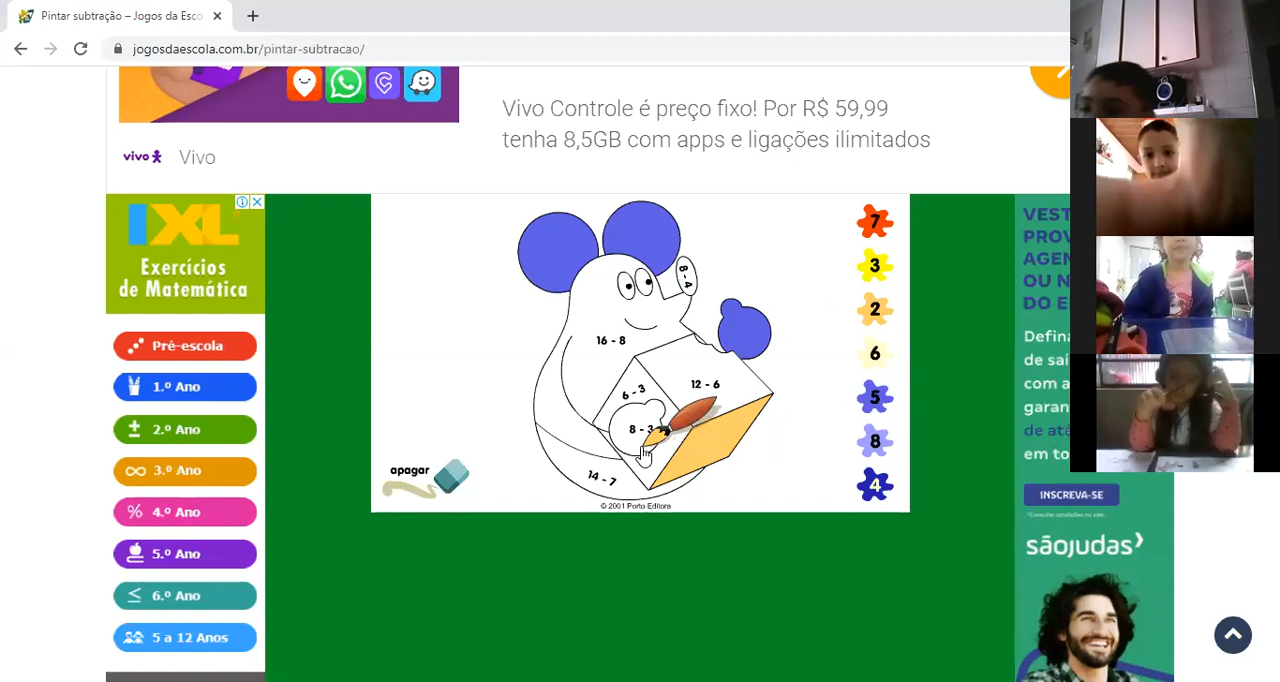 Pintar subtração – Jogos da Esco
jogosdaescola.com.br/pintar-subtracao/
Vivo Controle é preço fixo! Por R$ 59,99
tenha 8,5GB com apps e ligações ilimitados
vivo
Vivo
IXL
Exercícios
de Matemática
Pré-escola
1.º Ano
2.º Ano
3.º Ano
4.º Ano
5.º Ano
6.º Ano
5 a 12 Anos
8 - 4
16 - 8
6 - 3
12 - 6
8 - 3
14 - 7
apagar
© 2001 Porto Editora
7
3
2
6
5
8
4
VEST
PROV
AGEN
OU N
DO E
Defina
de sai
com a
garan
de até
em to
INSCREVA-SE
sãojudas